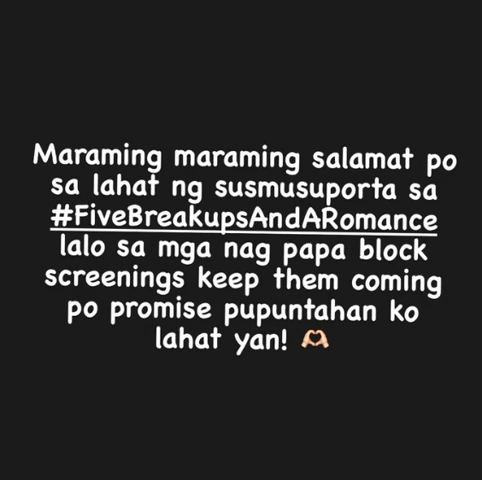 Maraming maraming salamat po
sa lahat ng susmusuporta sa
#FiveBreakupsAndARomance
lalo sa mga nag papa block
screenings keep them coming
po promise pupuntahan ko
lahat yan! 🫶🏻